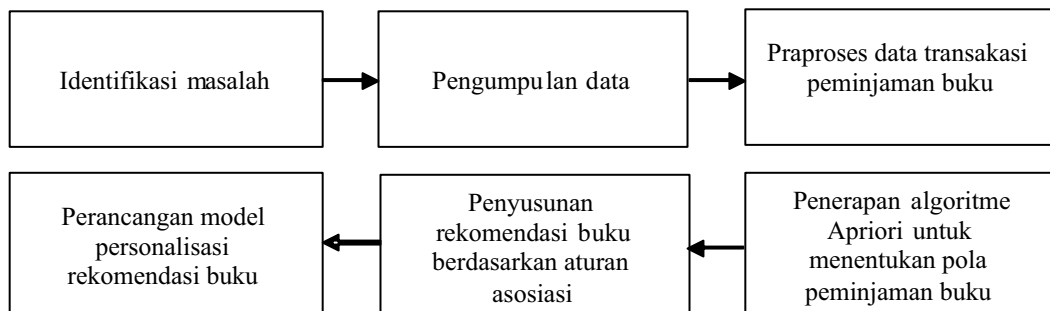 Identifikasi masalah
Pengumpulan data
Praproses data transakasi
peminjaman buku
Perancangan model
personalisasi
rekomendasi buku
Penyusunan
rekomendasi buku
berdasarkan aturan
asosiasi
Penerapan algoritme
Apriori untuk
menentukan pola
peminjaman buku